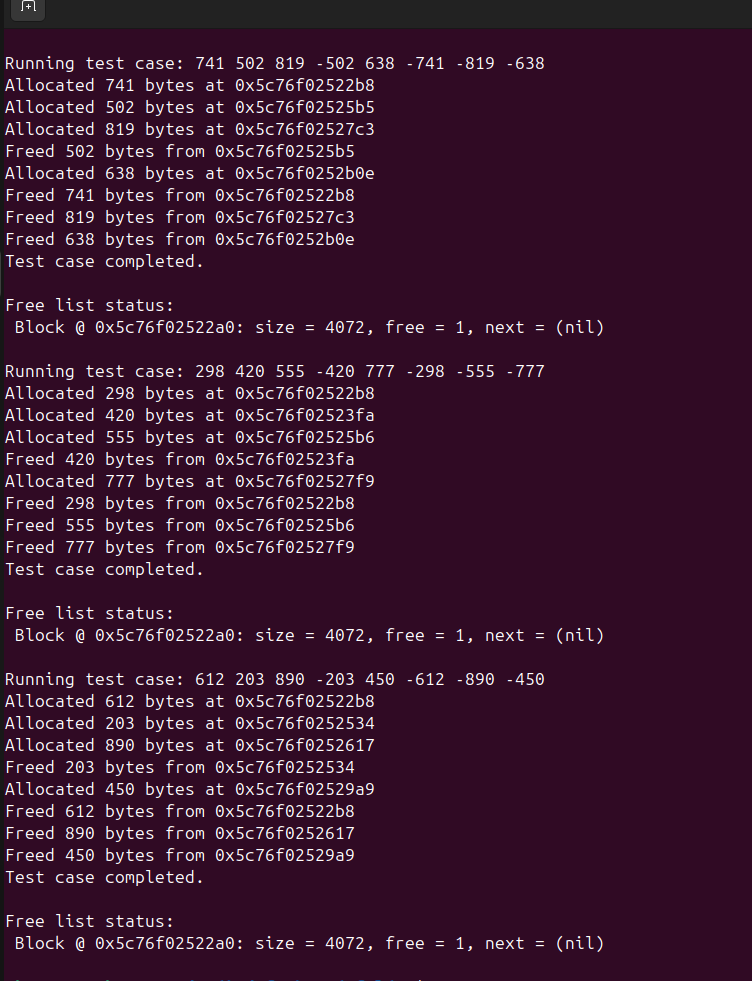 Running test case: 741 502 819 -502 638 -741 -819 -638
Allocated 741 bytes at 0x5c76f02522b8
Allocated 502 bytes at 0x5c76f02525b5
Allocated 819 bytes at 0x5c76f02527c3
Freed 502 bytes from 0x5c76f02525b5
Allocated 638 bytes at 0x5c76f0252b0e
Freed 741 bytes from 0x5c76f02522b8
Freed 819 bytes from 0x5c76f02527c3
Freed 638 bytes from 0x5c76f0252b0e
Test case completed.
Free list status:
Block @ 0x5c76f02522a0: size = 4072, free = 1, next = (nil)
Running test case: 298 420 555 -420 777 -298 -555 -777
Allocated 298 bytes at 0x5c76f02522b8
Allocated 420 bytes at 0x5c76f02523fa
Allocated 555 bytes at 0x5c76f02525b6
Freed 420 bytes from 0x5c76f02523fa
Allocated 777 bytes at 0x5c76f02527f9
Freed 298 bytes from 0x5c76f02522b8
Freed 555 bytes from 0x5c76f02525b6
Freed 777 bytes from 0x5c76f02527f9
Test case completed.
Free list status:
Block @ 0x5c76f02522a0: size = 4072, free = 1, next = (nil)
Running test case: 612 203 890 -203 450 -612 -890 -450
Allocated 612 bytes at 0x5c76f02522b8
Allocated 203 bytes at 0x5c76f0252534
Allocated 890 bytes at 0x5c76f0252617
Freed 203 bytes from 0x5c76f0252534
Allocated 450 bytes at 0x5c76f02529a9
Freed 612 bytes from 0x5c76f02522b8
Freed 890 bytes from 0x5c76f0252617
Freed 450 bytes from 0x5c76f02529a9
Test case completed.
Free list status:
Block @ 0x5c76f02522a0: size = 4072, free = 1, next = (nil)